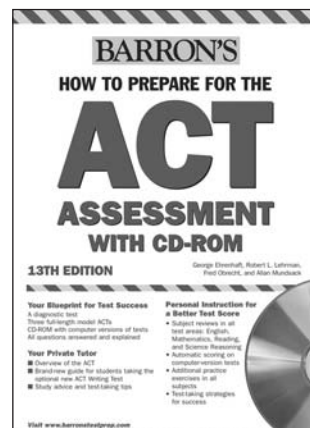 BARRON'S
HOW TO PREPARE FOR THE
ACT
ASSESSMENT
WITH CD-ROM
13TH EDITION
George Ehrenhaft, Robert L. Lehrman,
Fred Obrecht, and Allan Mundsack
Your Blueprint for Test Success
A diagnostic test
Three full-length model ACTs
CD-ROM with computer versions of tests
All questions answered and explained
Your Private Tutor
■ Overview of the ACT
■ Brand-new guide for students taking the
optional new ACT Writing Test
■ Study advice and test-taking tips
Personal Instruction for
a Better Test Score
• Subject reviews in all
test areas: English,
Mathematics, Reading,
and Science Reasoning
• Automatic scoring on
computer-version tests
• Additional practice
exercises in all
subjects
• Test-taking strategies
for success
Visit www.barronstestprep.com